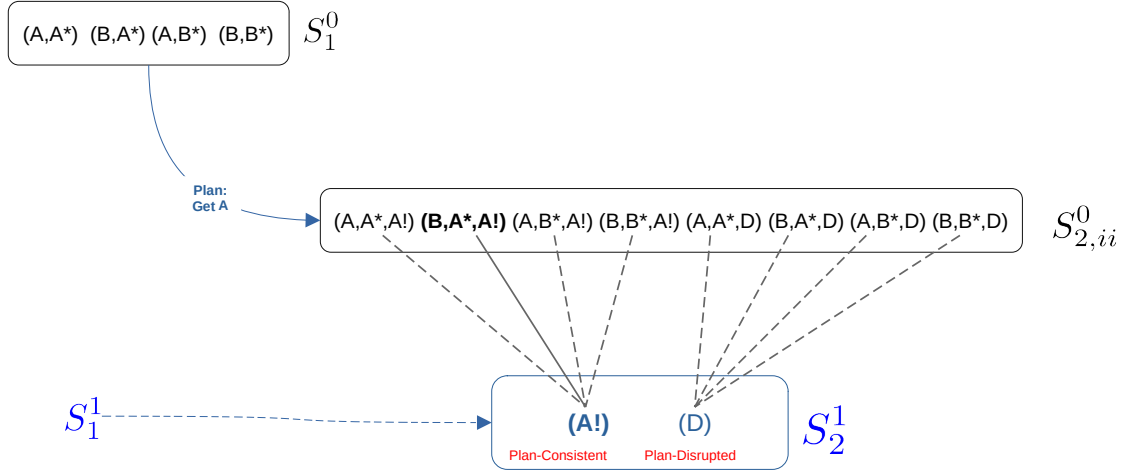 (A,A*) (B,A*) (A,B*) (B,B*) S_1^0
Plan:
Get A
(A,A*,A!) (B,A*,A!) (A,B*,A!) (B,B*,A!) (A,A*,D) (B,A*,D) (A,B*,D) (B,B*,D) S_{2,ii}^0
S_1^1 (A!) (D) S_2^1
Plan-Consistent Plan-Disrupted